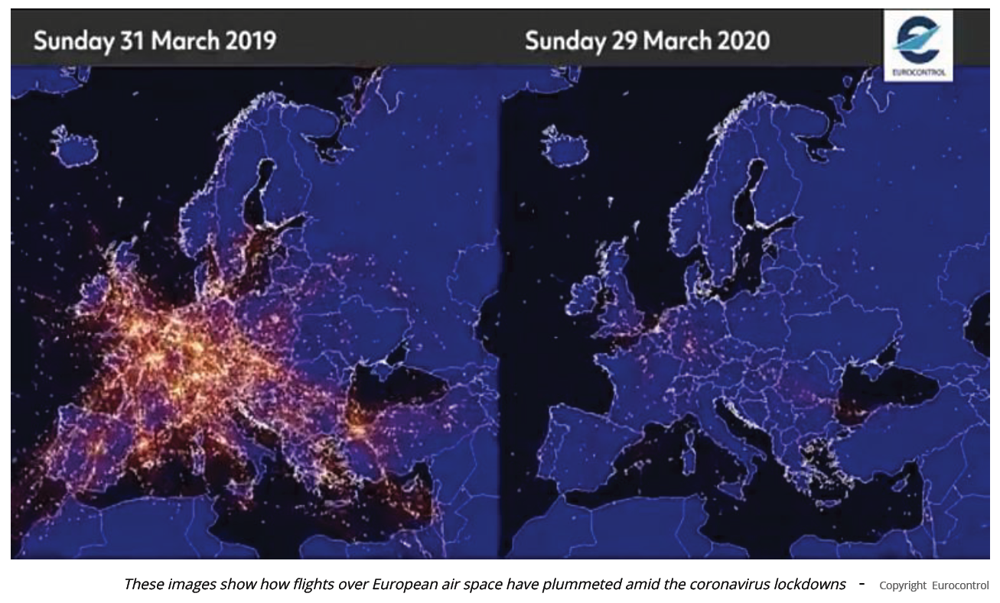 Sunday 31 March 2019
Sunday 29 March 2020
EUROCONTROL
These images show how flights over European air space have plummeted amid the coronavirus lockdowns - Copyright Eurocontrol